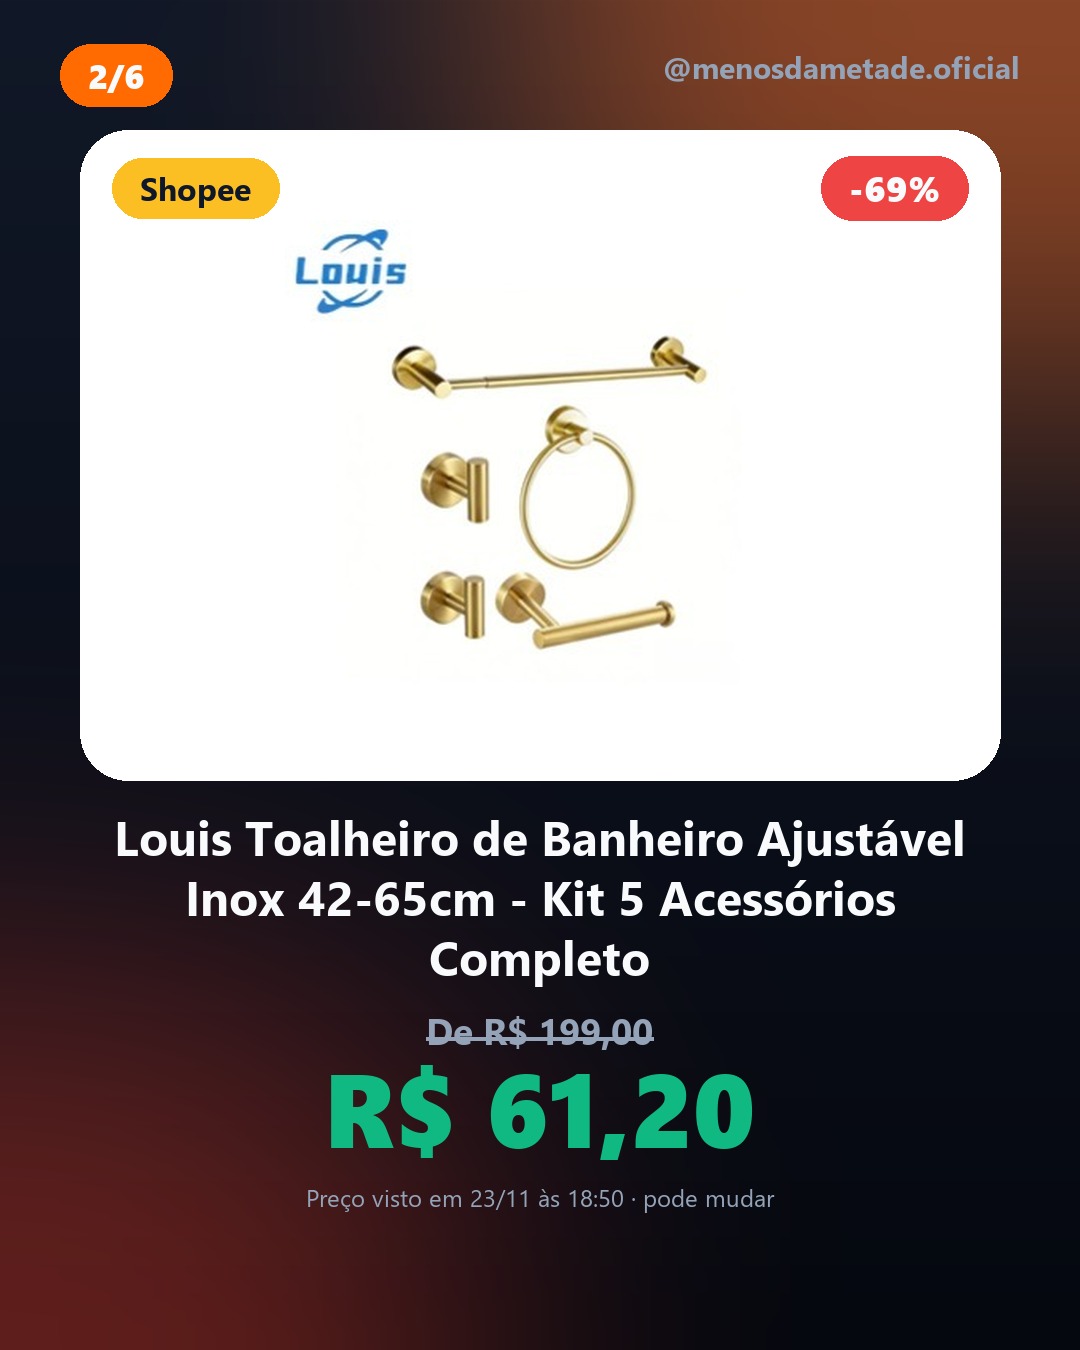 2/6
@menosdametade.oficial
Shopee
-69%
Louis
Louis Toalheiro de Banheiro Ajustável
Inox 42-65cm - Kit 5 Acessórios
Completo
De R$ 199,00
R$ 61,20
Preço visto em 23/11 às 18:50 · pode mudar